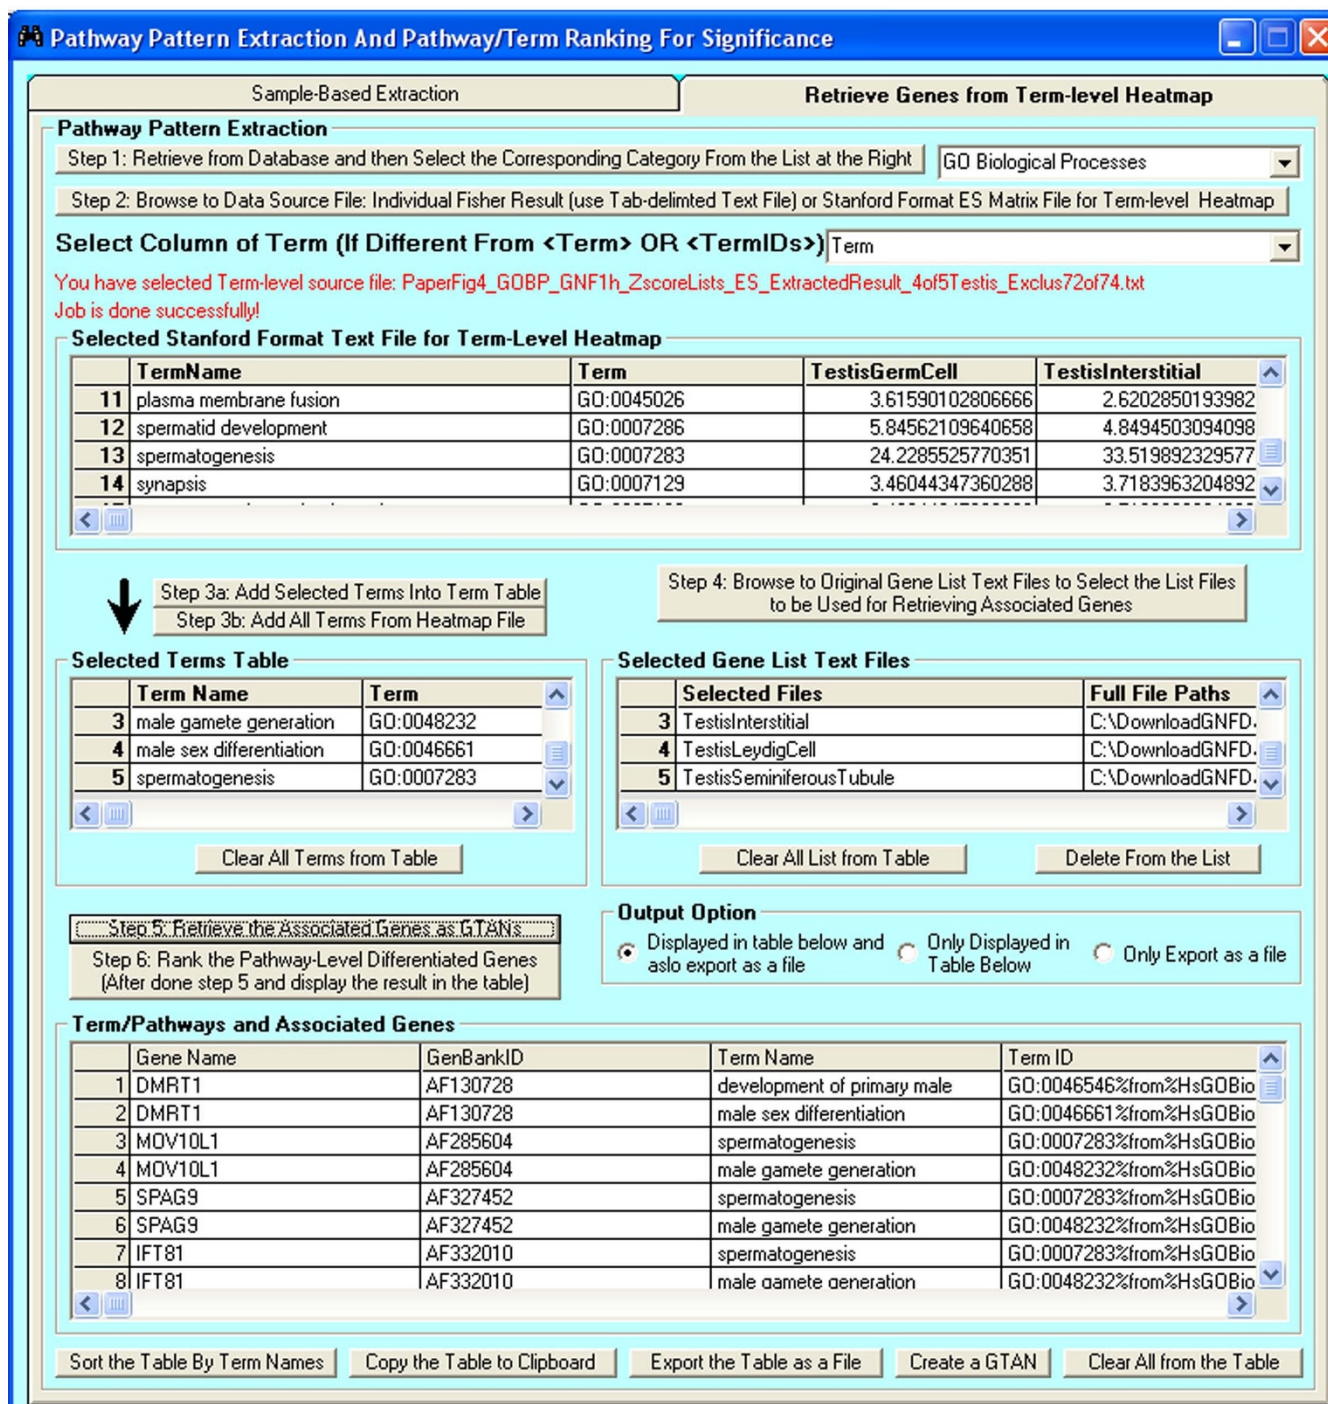 Pathway Pattern Extraction And Pathway/Term Ranking For Significance
Sample-Based Extraction Retrieve Genes from Term-level Heatmap
Pathway Pattern Extraction
Step 1: Retrieve from Database and then Select the Corresponding Category From the List at the Right GO Biological Processes
Step 2: Browse to Data Source File: Individual Fisher Result (use Tab-delimted Text File) or Stanford Format ES Matrix File for Term-level Heatmap
Select Column of Term (If Different From <Term> OR <TermIDs>) Term
You have selected Term-level source file: PaperFig4_GOBP_GNF1h_ZscoreLists_ES_ExtractedResult_4of5Testis_Exclus72of74.txt
Job is done successfully!
Selected Stanford Format Text File for Term-Level Heatmap
TermName Term TestisGermCell TestisInterstitial
11 plasma membrane fusion GO:0045026 3.61590102806666 2.6202850193982
12 spermatid development GO:0007286 5.84562109640658 4.8494503094098
13 spermatogenesis GO:0007283 24.2285525770351 33.519892329577
14 synapsis GO:0007129 3.46044347360288 3.7183963204892
Step 3a: Add Selected Terms Into Term Table
Step 3b: Add All Terms From Heatmap File
Step 4: Browse to Original Gene List Text Files to Select the List Files
to be Used for Retrieving Associated Genes
Selected Terms Table
Term Name Term
3 male gamete generation GO:0048232
4 male sex differentiation GO:0046661
5 spermatogenesis GO:0007283
Clear All Terms from Table
Selected Gene List Text Files
Selected Files Full File Paths
3 TestisInterstitial C:\DownloadGNFD
4 TestisLeydigCell C:\DownloadGNFD
5 TestisSeminiferousTubule C:\DownloadGNFD
Clear All List from Table Delete From the List
Step 5: Retrieve the Associated Genes as GTANs
Step 6: Rank the Pathway-Level Differentiated Genes
(After done step 5 and display the result in the table)
Output Option
Displayed in table below and
aslo export as a file
Only Displayed in
Table Below
Only Export as a file
Term/Pathways and Associated Genes
Gene Name GenBankID Term Name Term ID
1 DMRT1 AF130728 development of primary male GO:0046546%from%HsGOBio
2 DMRT1 AF130728 male sex differentiation GO:0046661%from%HsGOBio
3 MOV10L1 AF285604 spermatogenesis GO:0007283%from%HsGOBio
4 MOV10L1 AF285604 male gamete generation GO:0048232%from%HsGOBio
5 SPAG9 AF327452 spermatogenesis GO:0007283%from%HsGOBio
6 SPAG9 AF327452 male gamete generation GO:0048232%from%HsGOBio
7 IFT81 AF332010 spermatogenesis GO:0007283%from%HsGOBio
8 IFT81 AF332010 male gamete generation GO:0048232%from%HsGOBio
Sort the Table By Term Names Copy the Table to Clipboard Export the Table as a File Create a GTAN Clear All from the Table